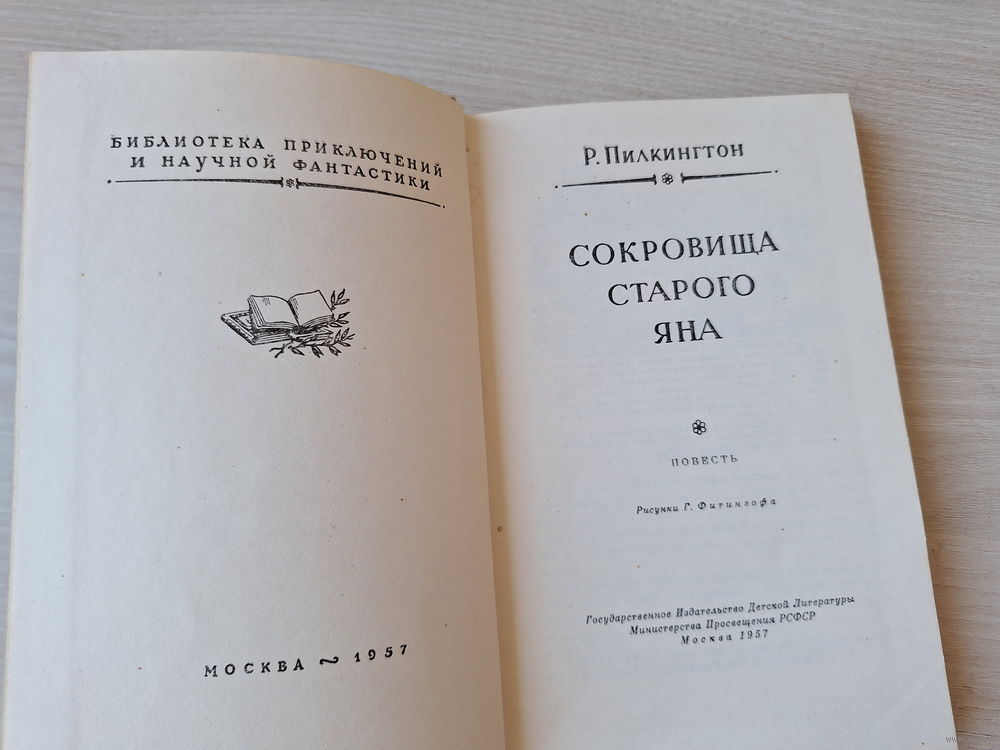 БИБЛИОТЕКА ПРИКЛЮЧЕНИЙ
И НАУЧНОЙ ФАНТАСТИКИ
МОСКВА ~ 1957
Р. ПИЛКИНГТОН
СОКРОВИЩА
СТАРОГО
ЯНА
ПОВЕСТЬ
Рисунки Г. Фитингофа
Государственное Издательство Детской Литературы
Министерства Просвещения РСФСР
Москва 1957